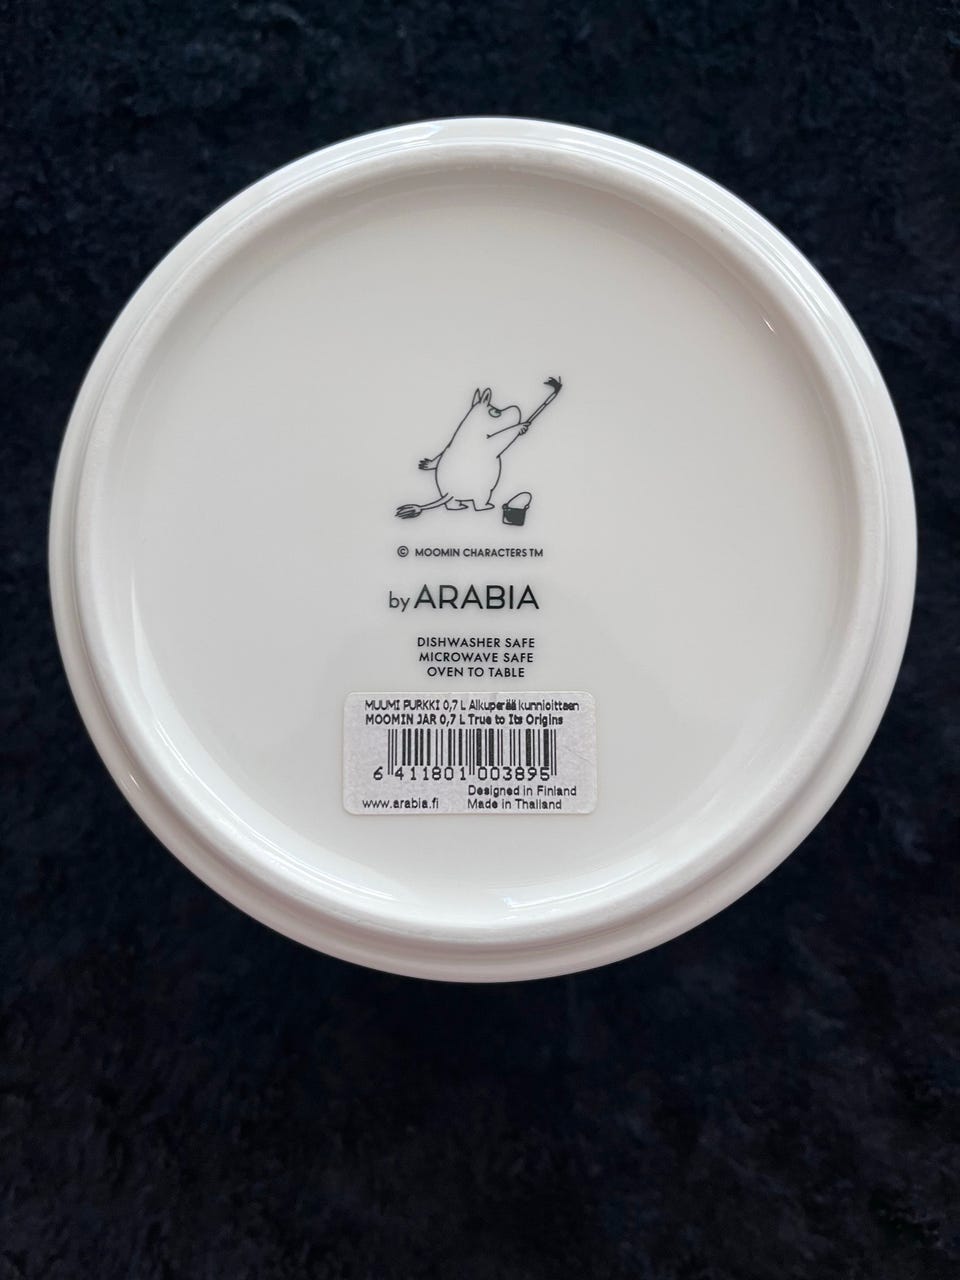 © MOOMIN CHARACTERS TM
by ARABIA
DISHWASHER SAFE
MICROWAVE SAFE
OVEN TO TABLE
MUUMI PURKKI 0,7 L Alkuperää kunnioittaen
MOOMIN JAR 0,7 L True to Its Origins
6 411801 003895
Designed in Finland
www.arabia.fi Made in Thailand